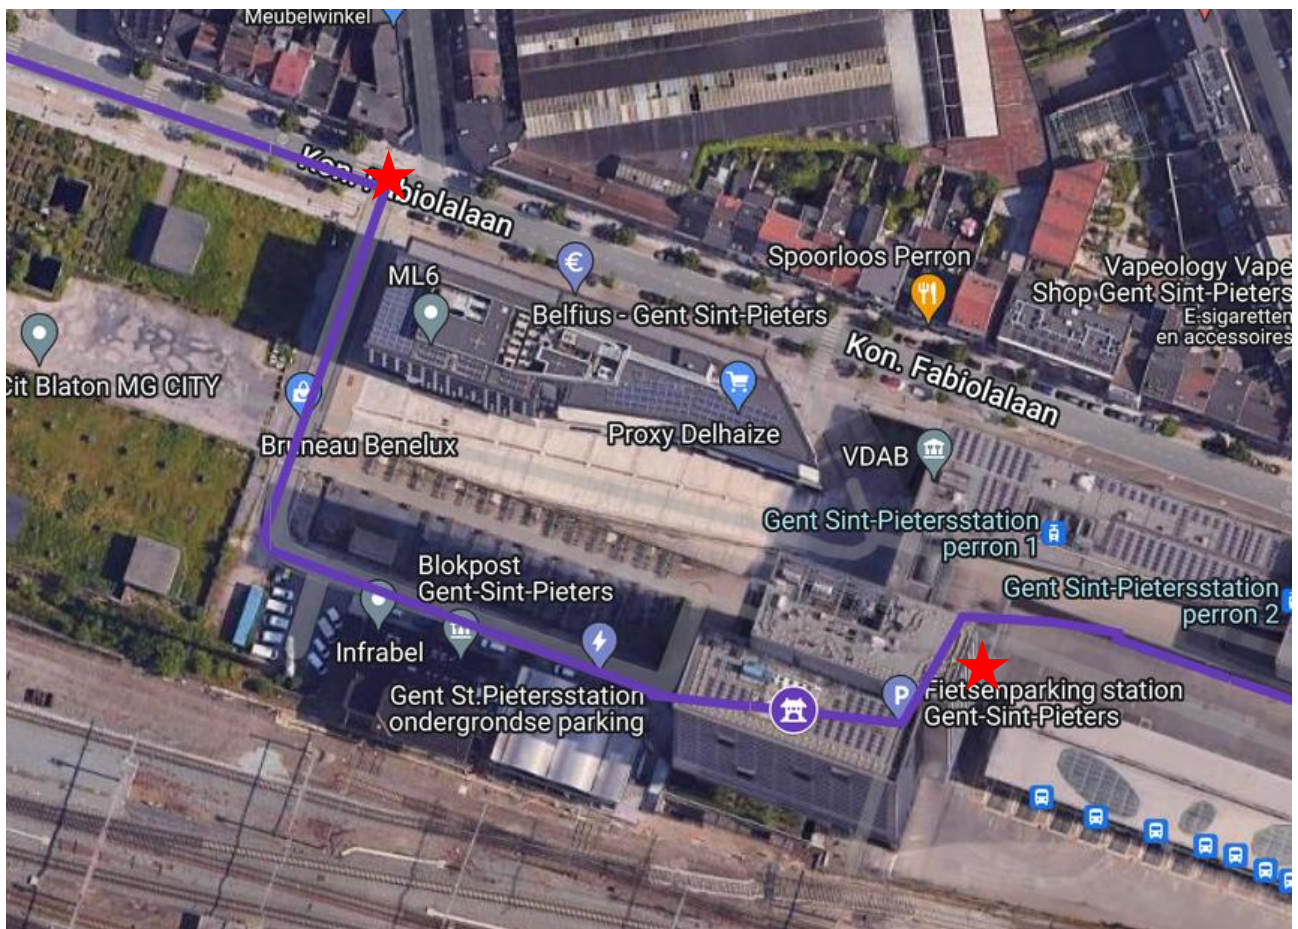 Meubelwinkel
Kon. Fabiolalaan
ML6
Belfius - Gent Sint-Pieters
Spoorloos Perron
Vapeology Vape
Shop Gent Sint-Pieters
E-sigaretten
en accessoires
Cit Blaton MG CITY
Bruneau Benelux
Proxy Delhaize
Kon. Fabiolalaan
VDAB
Gent Sint-Pietersstation
perron 1
Gent Sint-Pietersstation
perron 2
Blokpost
Gent-Sint-Pieters
Infrabel
Gent St.Pietersstation
ondergrondse parking
P
Fietsenparking station
Gent-Sint-Pieters